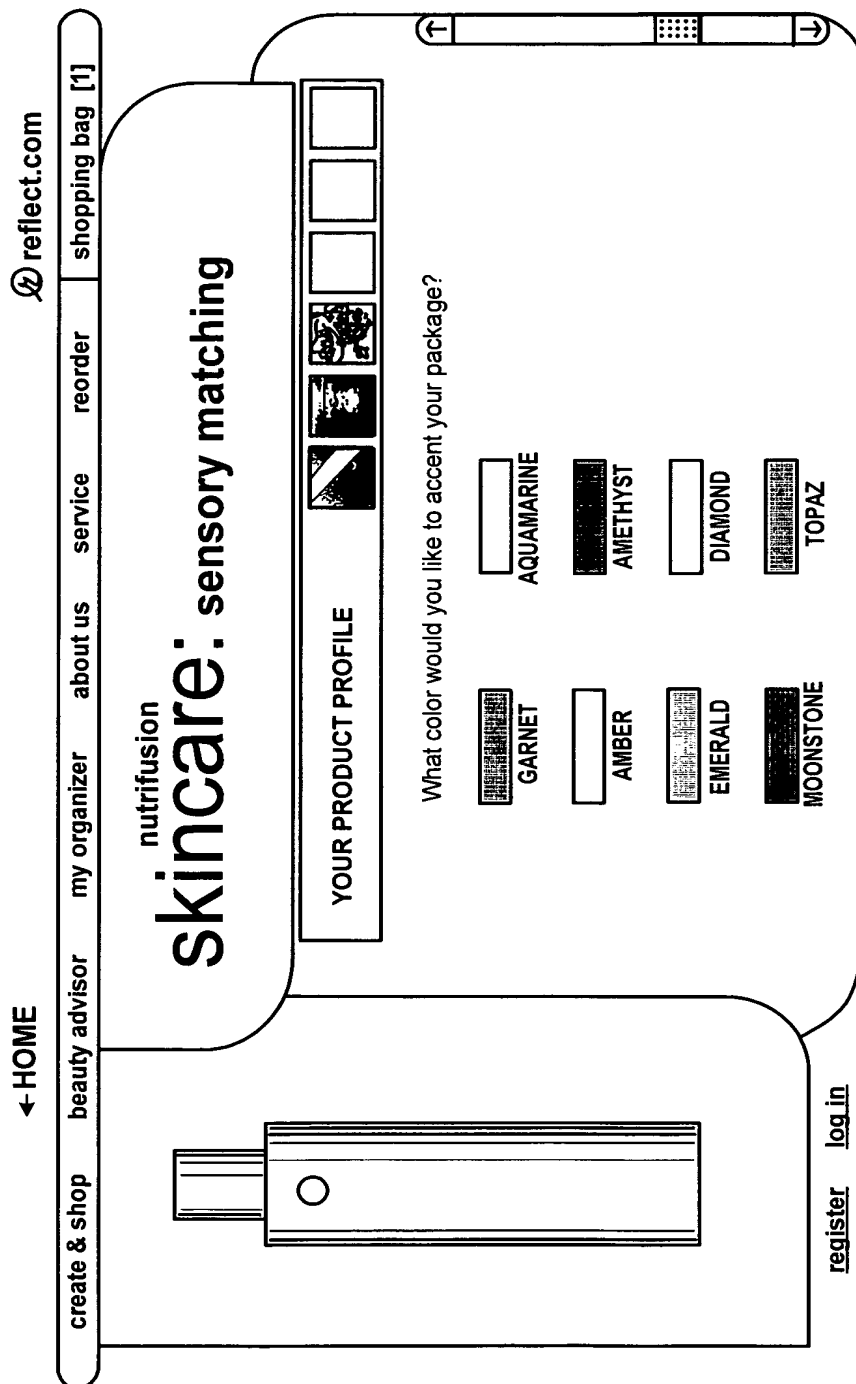 ←HOME
reflect.com
create & shop beauty advisor my organizer about us service reorder shopping bag [1]
nutrifusion
skincare: sensory matching
YOUR PRODUCT PROFILE
What color would you like to accent your package?
GARNET AQUAMARINE
AMBER AMETHYST
EMERALD DIAMOND
MOONSTONE TOPAZ
register log in